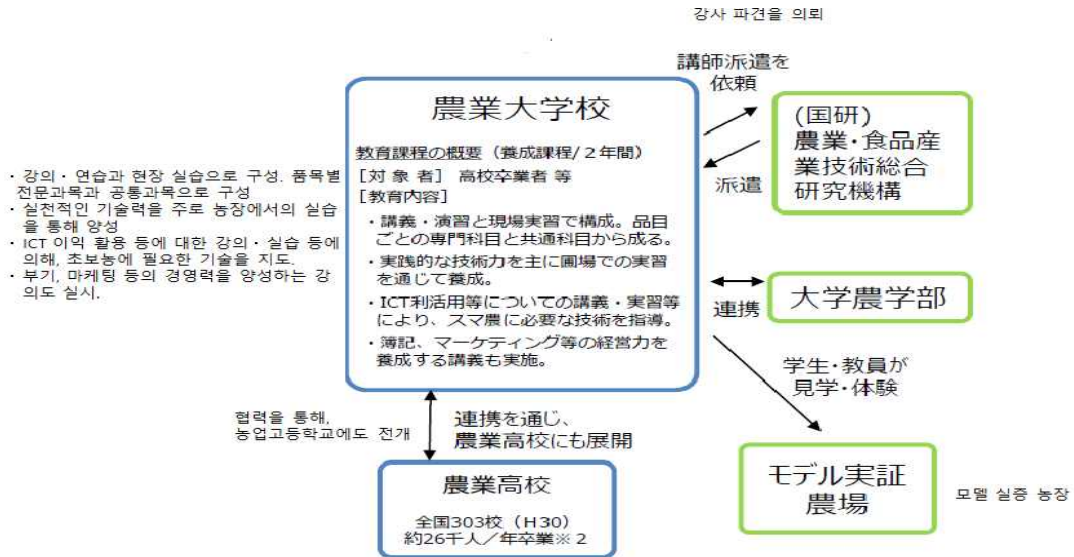 강사 파견을 의뢰
講師派遣を
依頼
農業大学校
教育課程の概要（養成課程/２年間）
［対 象 者］ 高校卒業者 等
［教育内容］
・講義・演習と現場実習で構成。品目
ごとの専門科目と共通科目から成る。
・実践的な技術力を主に圃場での実習
を通じて養成。
・ICT利活用等についての講義・実習等
により、スマ農に必要な技術を指導。
・簿記、マーケティング等の経営力を
養成する講義も実施。
・강의・연습과 현장 실습으로 구성. 품목별
전문과목과 공통과목으로 구성
・실천적인 기술력을 주로 농장에서의 실습
을 통해 양성
・ICT 이익 활용 등에 대한 강의・실습 등에
의해, 초보농에 필요한 기술을 지도.
・부기, 마케팅 등의 경영력을 양성하는 강
의도 실시.
派遣
(国研)
農業・食品産
業技術総合
研究機構
連携
大学農学部
学生・教員が
見学・体験
협력을 통해,
농업고등학교에도 전개
連携を通じ、
農業高校にも展開
農業高校
全国303校（H30）
約26千人／年卒業※２
モデル実証
農場
모델 실증 농장